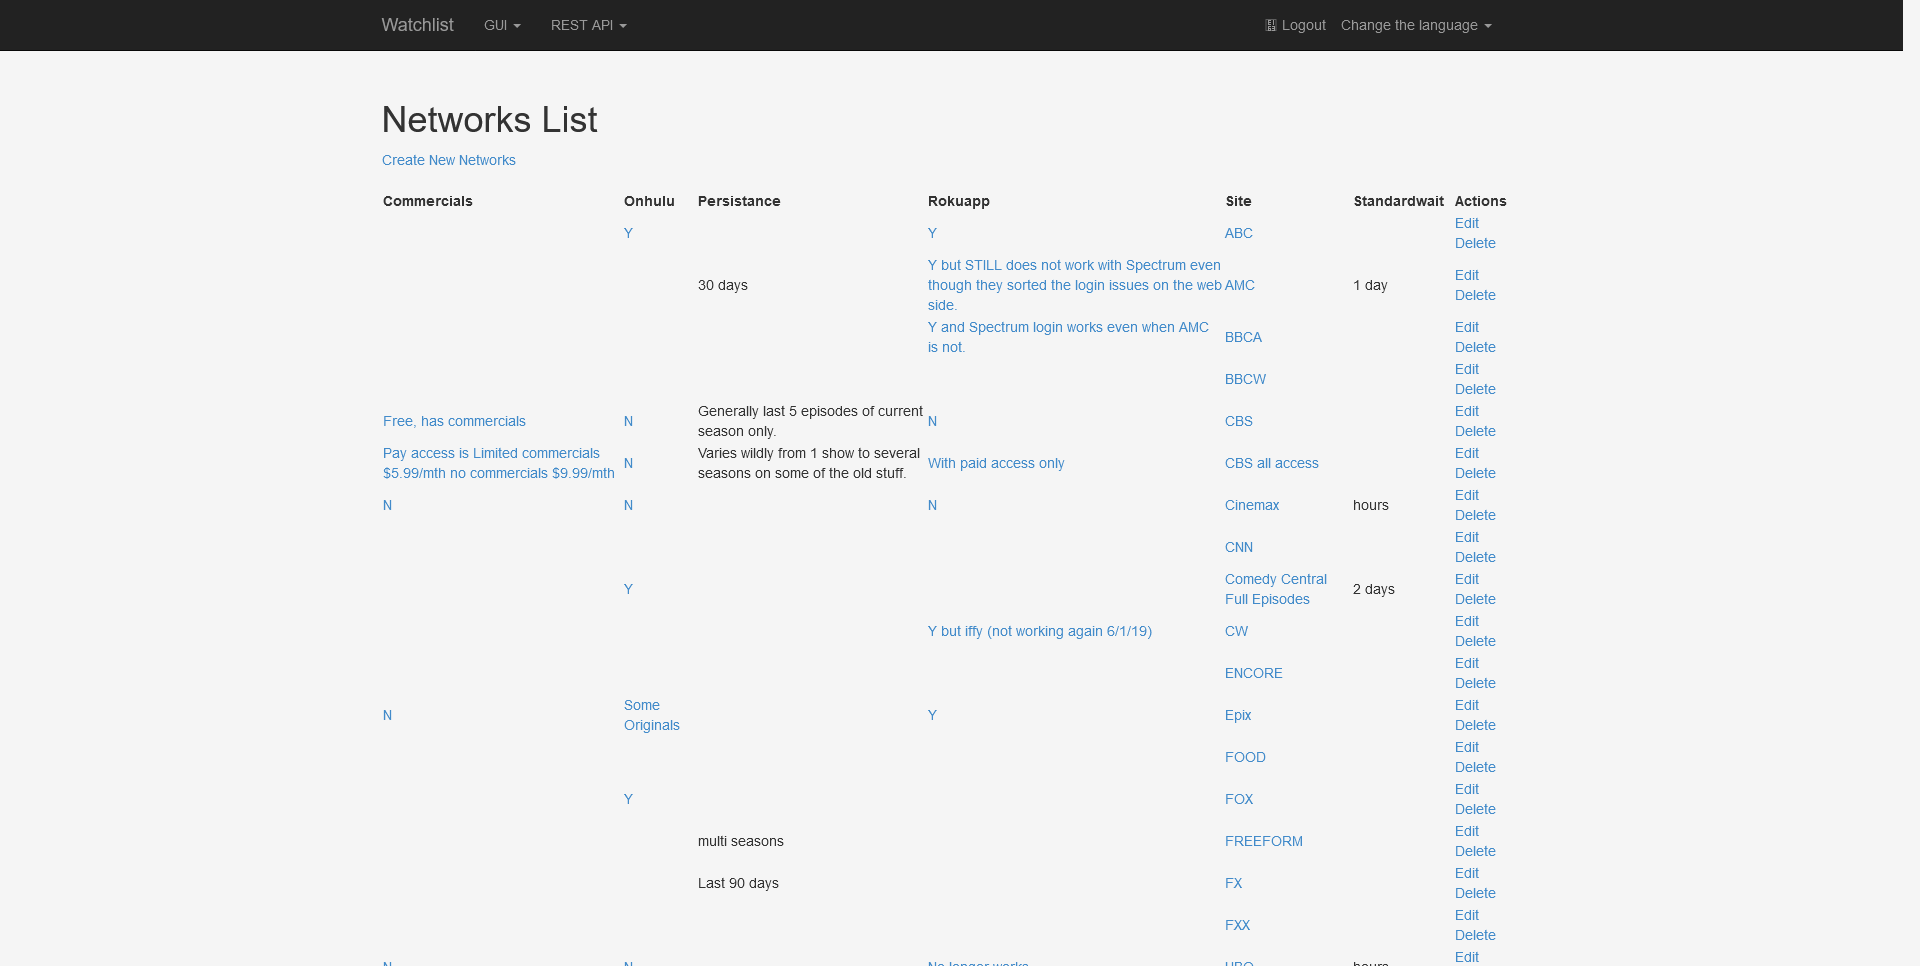 Watchlist GUI REST API Logout Change the language
Networks List
Create New Networks
Commercials Onhulu Persistance Rokuapp Site Standardwait Actions
Y Y ABC Edit
Delete
30 days Y but STILL does not work with Spectrum even
though they sorted the login issues on the web
side. AMC 1 day Edit
Delete
Y and Spectrum login works even when AMC
is not. BBCA Edit
Delete
BBCW Edit
Delete
Free, has commercials N Generally last 5 episodes of current
season only. N CBS Edit
Delete
Pay access is Limited commercials
$5.99/mth no commercials $9.99/mth N Varies wildly from 1 show to several
seasons on some of the old stuff. With paid access only CBS all access Edit
Delete
N N N Cinemax hours Edit
Delete
CNN Edit
Delete
Y Comedy Central
Full Episodes 2 days Edit
Delete
Y but iffy (not working again 6/1/19) CW Edit
Delete
ENCORE Edit
Delete
N Some
Originals Y Epix Edit
Delete
FOOD Edit
Delete
Y FOX Edit
Delete
multi seasons FREEFORM Edit
Delete
Last 90 days FX Edit
Delete
FXX Edit
Delete
N N No longer works HBO hours Edit